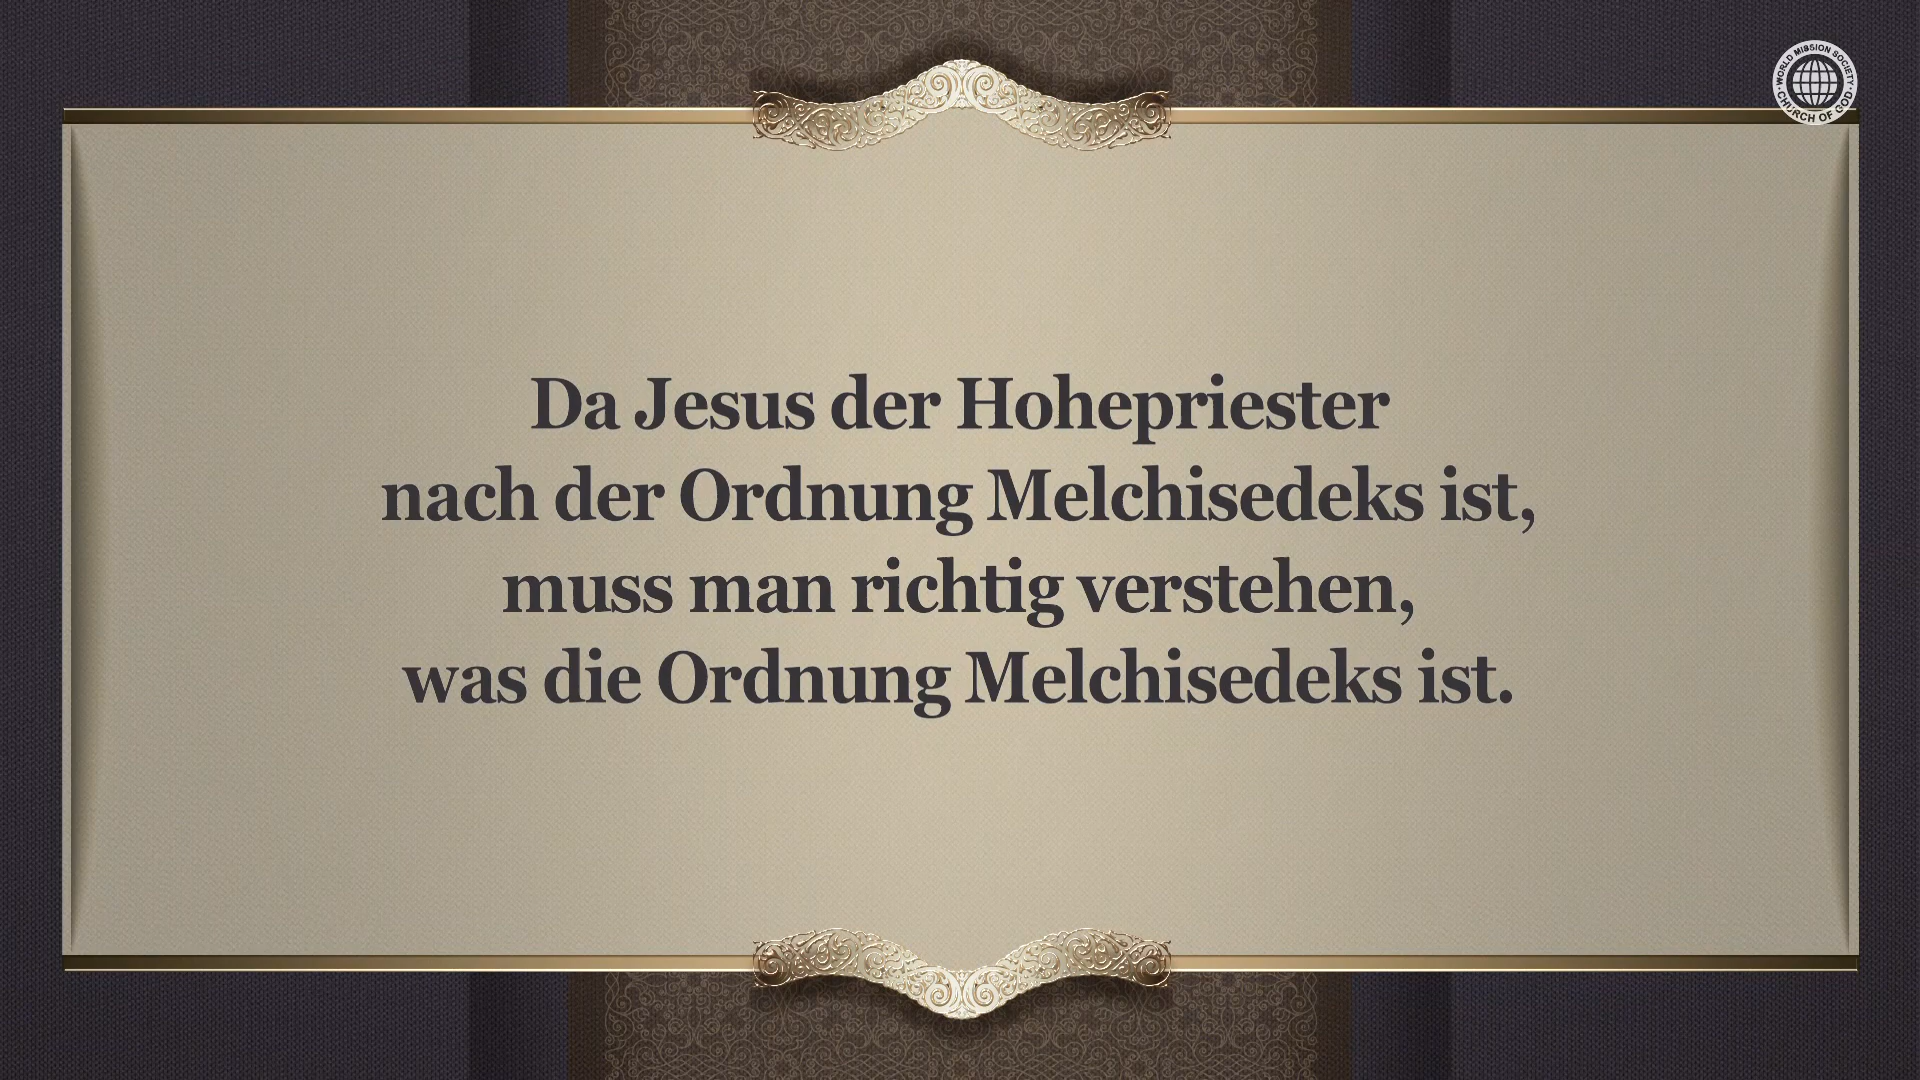 WORLD MISSION SOCIETY
CHURCH OF GOD
Da Jesus der Hohepriester
nach der Ordnung Melchisedeks ist,
muss man richtig verstehen,
was die Ordnung Melchisedeks ist.